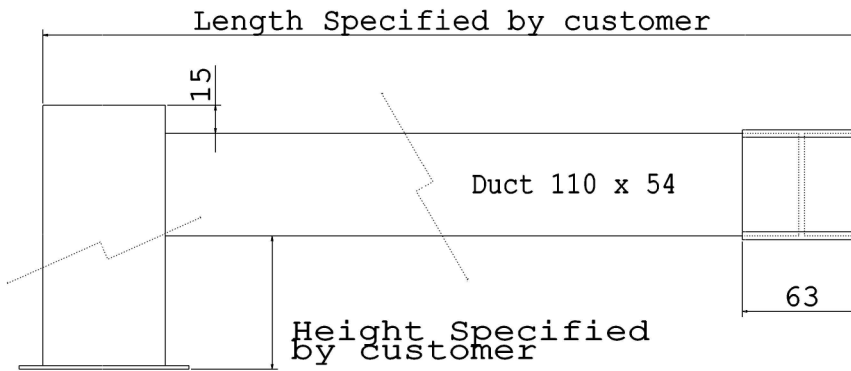 Length Specified by customer
15
Duct 110 x 54
63
Height Specified
by customer